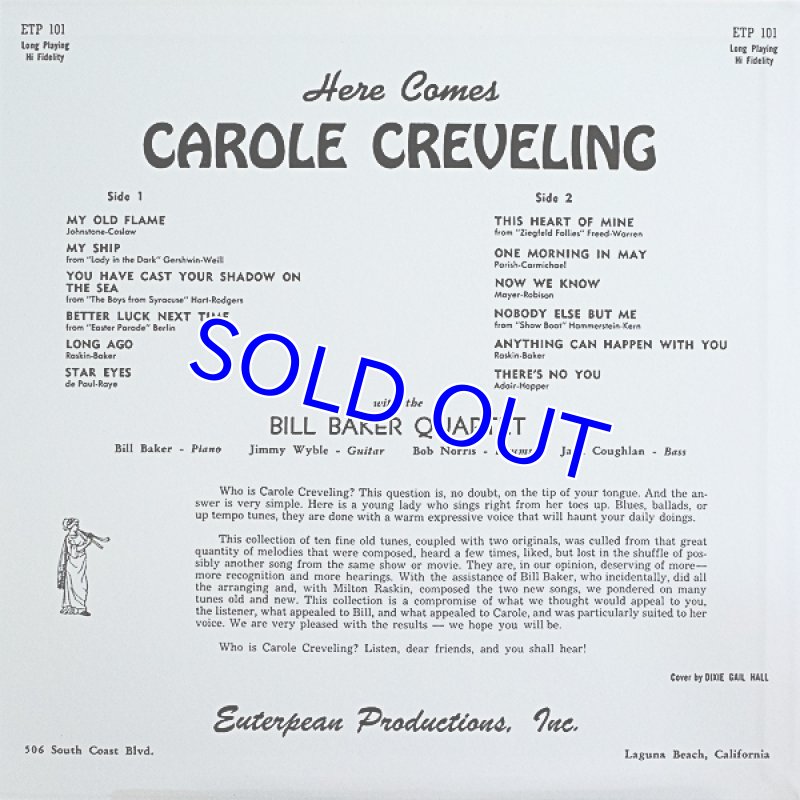 ETP 101
Long Playing
Hi Fidelity
ETP 101
Long Playing
Hi Fidelity
Here Comes
CAROLE CREVELING
Side 1
MY OLD FLAME
Johnstone-Coslow
MY SHIP
from "Lady in the Dark" Gershwin-Weill
YOU HAVE CAST YOUR SHADOW ON
THE SEA
from "The Boys from Syracuse" Hart-Rodgers
BETTER LUCK NEXT TIME
from "Easter Parade" Berlin
LONG AGO
Raskin-Baker
STAR EYES
de Paul-Raye
Side 2
THIS HEART OF MINE
from "Ziegfeld Follies" Freed-Warren
ONE MORNING IN MAY
Parish-Carmichael
NOW WE KNOW
Mayer-Robison
NOBODY ELSE BUT ME
from "Show Boat" Hammerstein-Kern
ANYTHING CAN HAPPEN WITH YOU
Raskin-Baker
THERE'S NO YOU
Adair-Hopper
SOLD OUT
with the
BILL BAKER QUARTET
Bill Baker - Piano Jimmy Wyble - Guitar Bob Norris - Drums Coughlan - Bass
Who is Carole Creveling? This question is, no doubt, on the tip of your tongue. And the an-
swer is very simple. Here is a young lady who sings right from her toes up. Blues, ballads, or
up tempo tunes, they are done with a warm expressive voice that will haunt your daily doings.
This collection of ten fine old tunes, coupled with two originals, was culled from that great
quantity of melodies that were composed, heard a few times, liked, but lost in the shuffle of pos-
sibly another song from the same show or movie. They are, in our opinion, deserving of more—
more recognition and more hearings. With the assistance of Bill Baker, who incidentally, did all
the arranging and, with Milton Raskin, composed the two new songs, we pondered on many
tunes old and new. This collection is a compromise of what we thought would appeal to you,
the listener, what appealed to Bill, and what appealed to Carole, and was particularly suited to her
voice. We are very pleased with the results — we hope you will be.
Who is Carole Creveling? Listen, dear friends, and you shall hear!
Cover by DIXIE GAIL HALL
Euterpean Productions, Inc.
506 South Coast Blvd.
Laguna Beach, California